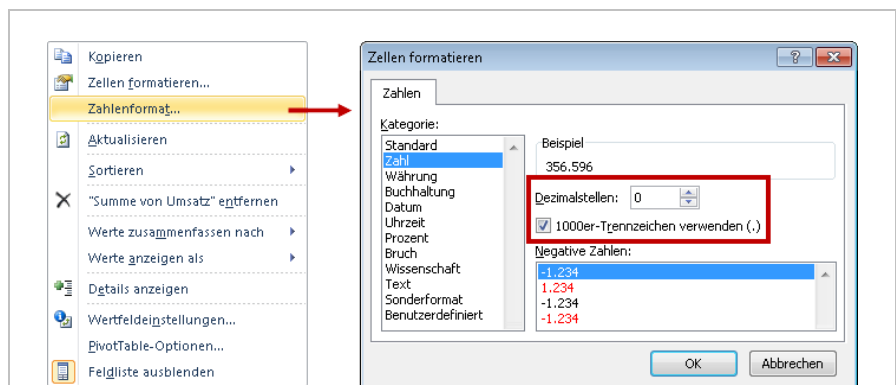 Kopieren
Zellen formatieren...
Zahlenformat...
Aktualisieren
Sortieren
"Summe von Umsatz" entfernen
Werte zusammenfassen nach
Werte anzeigen als
Details anzeigen
Wertfeldeinstellungen...
PivotTable-Optionen...
Feldliste ausblenden
Zellen formatieren
Zahlen
Kategorie:
Standard
Zahl
Währung
Buchhaltung
Datum
Uhrzeit
Prozent
Bruch
Wissenschaft
Text
Sonderformat
Benutzerdefiniert
Beispiel
356.596
Dezimalstellen: 0
1000er-Trennzeichen verwenden (.)
Negative Zahlen:
-1.234
1.234
-1.234
-1.234
OK Abbrechen